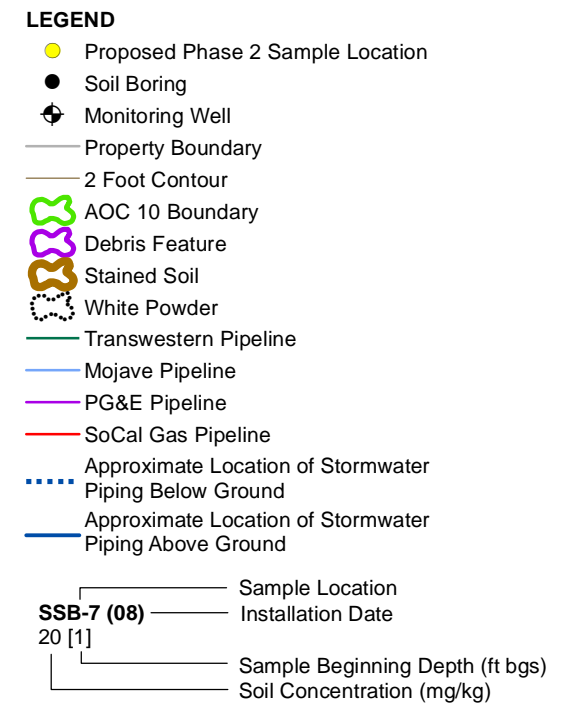 LEGEND
Proposed Phase 2 Sample Location
Soil Boring
Monitoring Well
Property Boundary
2 Foot Contour
AOC 10 Boundary
Debris Feature
Stained Soil
White Powder
Transwestern Pipeline
Mojave Pipeline
PG&E Pipeline
SoCal Gas Pipeline
Approximate Location of Stormwater
Piping Below Ground
Approximate Location of Stormwater
Piping Above Ground
Sample Location
SSB-7 (08) Installation Date
20 [1]
Sample Beginning Depth (ft bgs)
Soil Concentration (mg/kg)